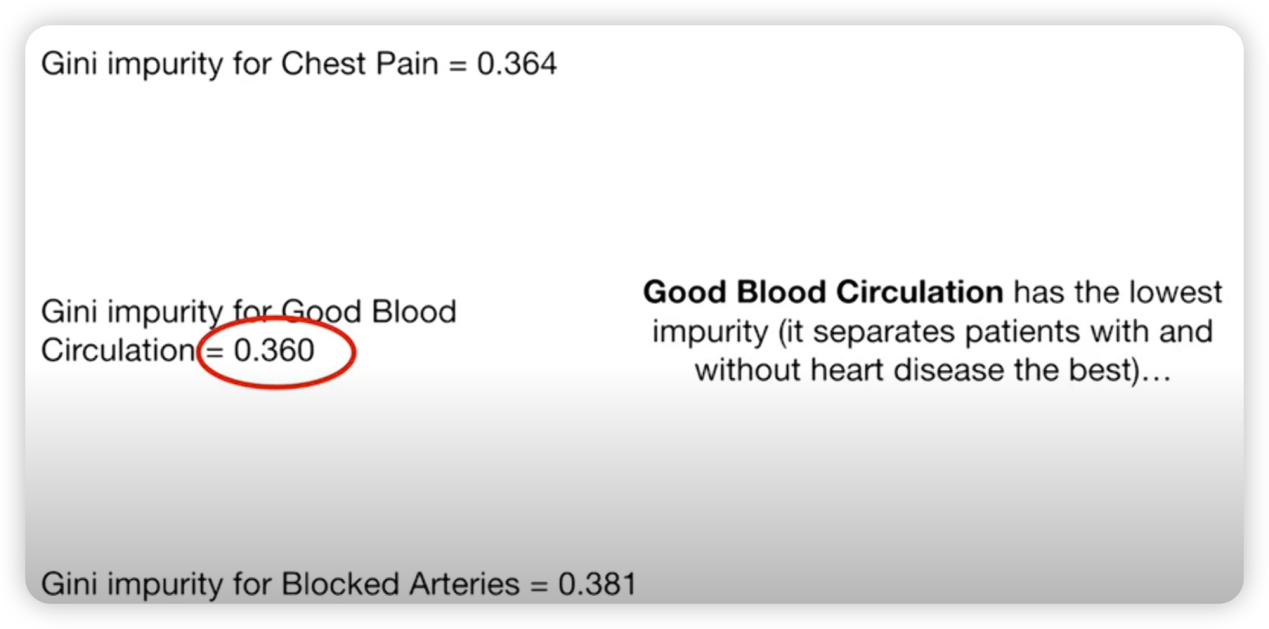 Gini impurity for Chest Pain = 0.364
Gini impurity for Good Blood
Circulation = 0.360
Good Blood Circulation has the lowest
impurity (it separates patients with and
without heart disease the best)…
Gini impurity for Blocked Arteries = 0.381